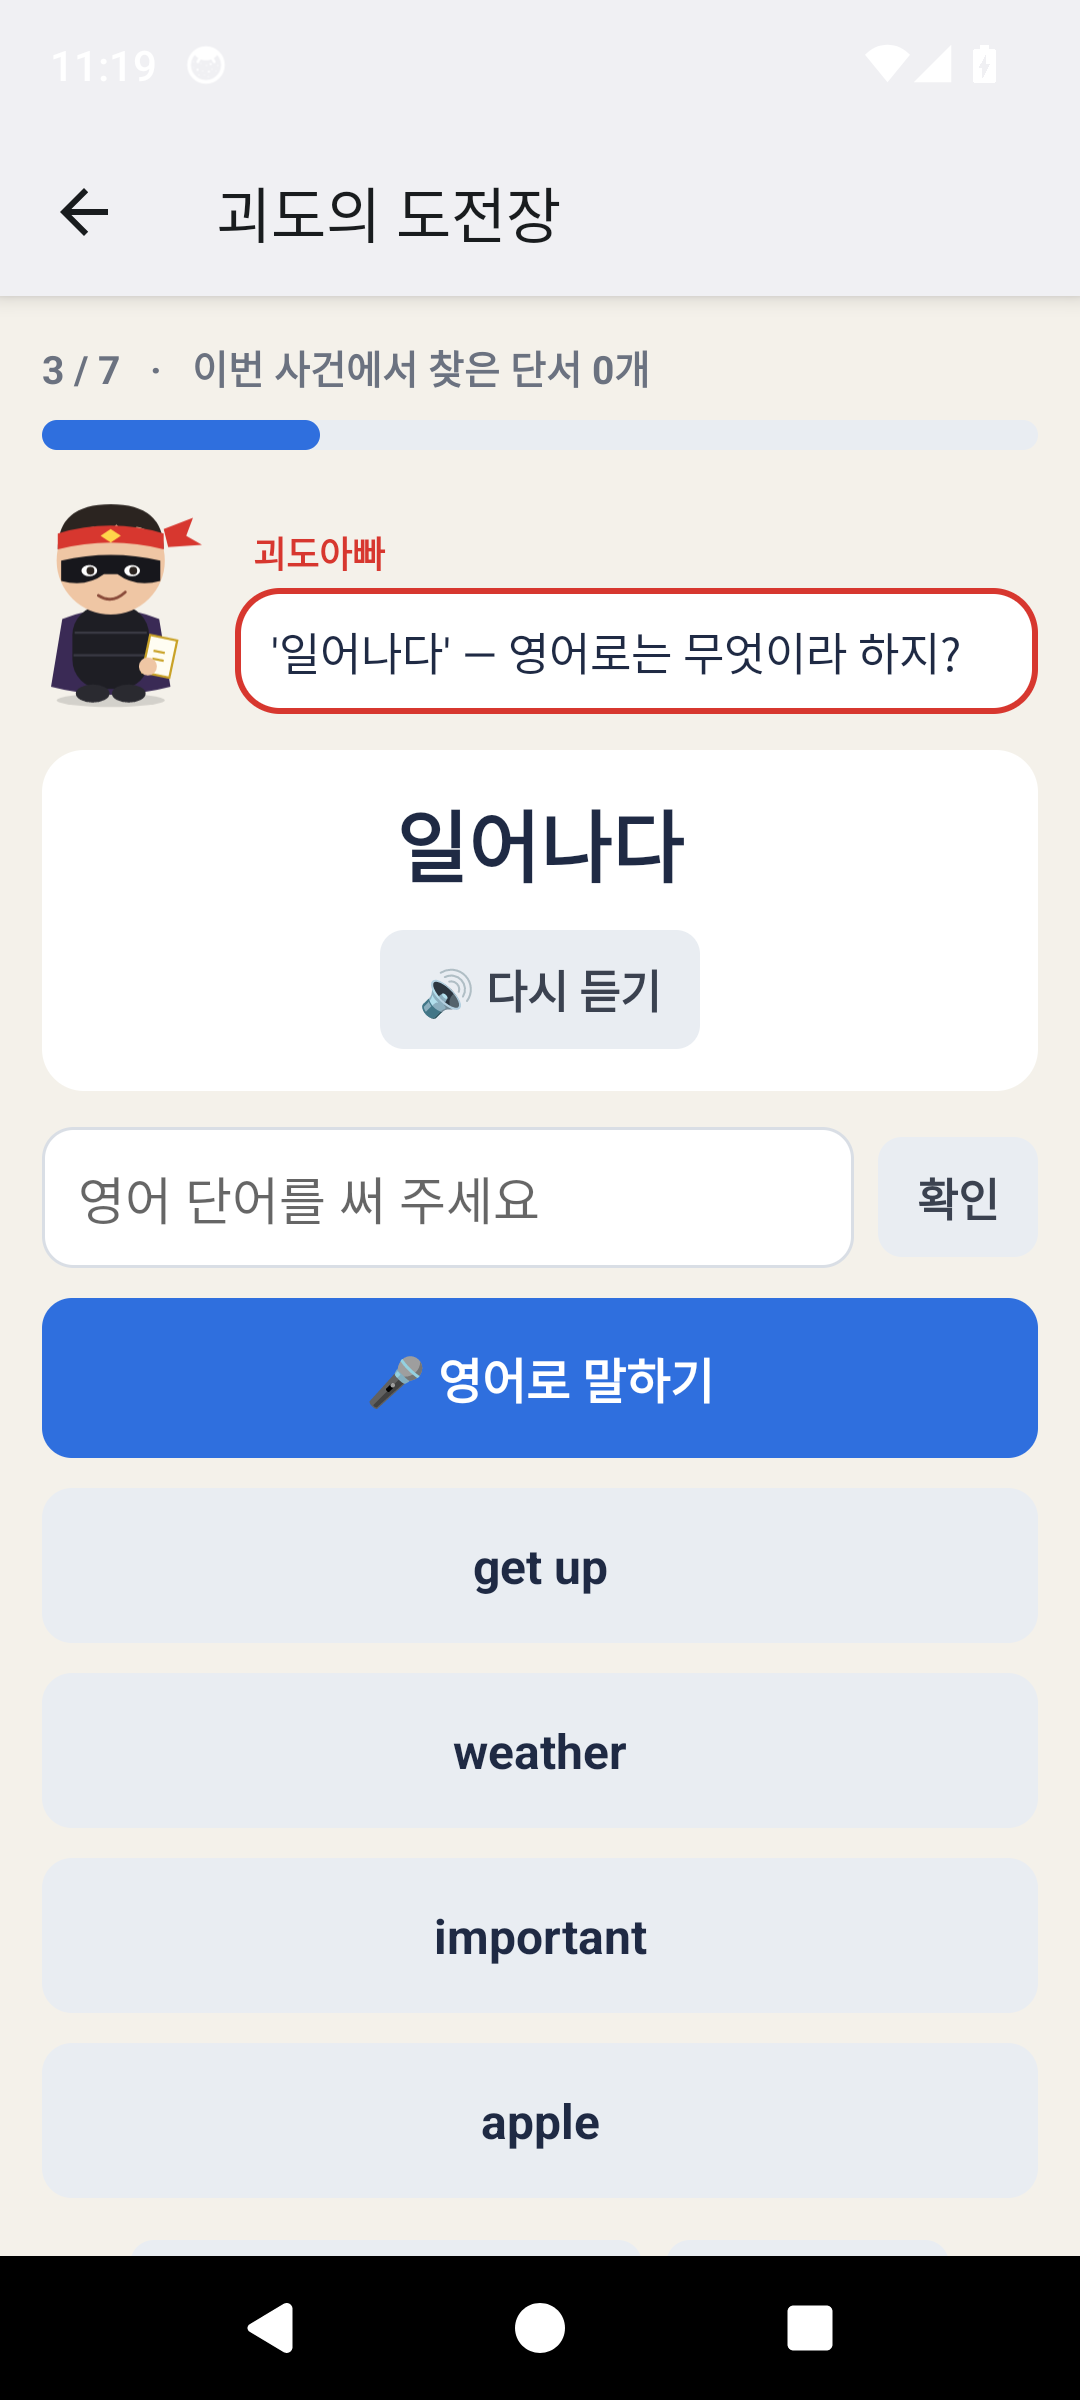 11:19
괴도의 도전장
3 / 7 · 이번 사건에서 찾은 단서 0개
괴도아빠
'일어나다' – 영어로는 무엇이라 하지?
일어나다
🔊 다시 듣기
영어 단어를 써 주세요
확인
🎤 영어로 말하기
get up
weather
important
apple